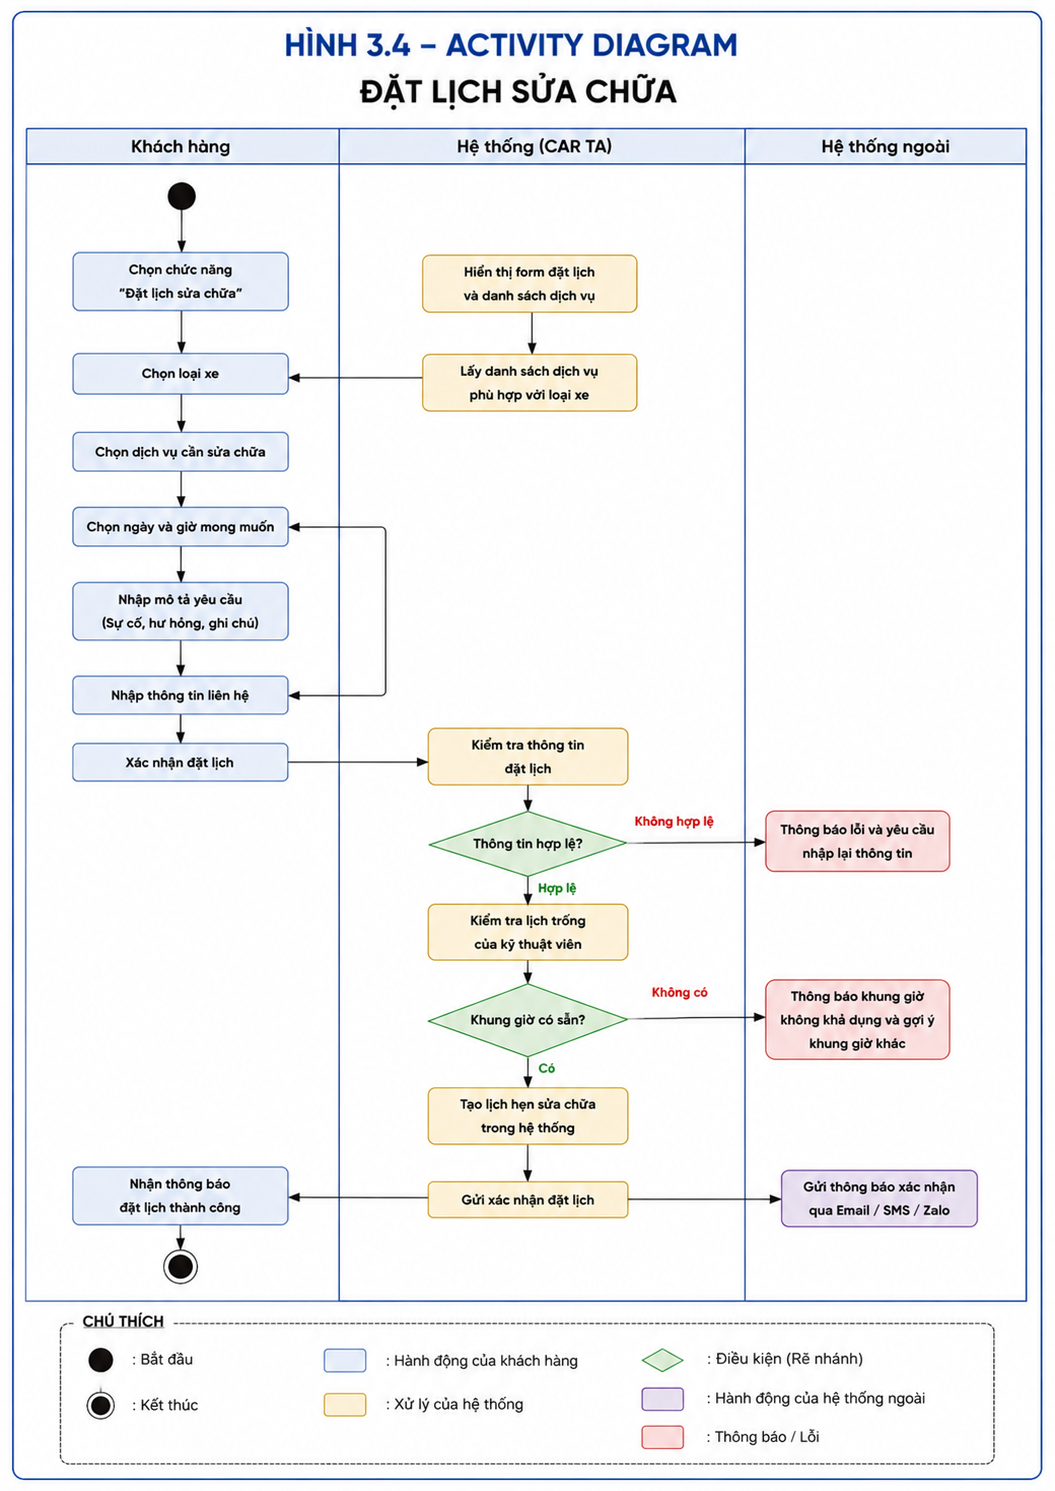 HÌNH 3.4 – ACTIVITY DIAGRAM
ĐẶT LỊCH SỬA CHỮA
Khách hàng
Hệ thống (CAR TA)
Hệ thống ngoài
Chọn chức năng
“Đặt lịch sửa chữa”
Hiển thị form đặt lịch
và danh sách dịch vụ
Chọn loại xe
Lấy danh sách dịch vụ
phù hợp với loại xe
Chọn dịch vụ cần sửa chữa
Chọn ngày và giờ mong muốn
Nhập mô tả yêu cầu
(Sự cố, hư hỏng, ghi chú)
Nhập thông tin liên hệ
Xác nhận đặt lịch
Kiểm tra thông tin
đặt lịch
Thông tin hợp lệ?
Không hợp lệ
Thông báo lỗi và yêu cầu
nhập lại thông tin
Hợp lệ
Kiểm tra lịch trống
của kỹ thuật viên
Khung giờ có sẵn?
Không có
Thông báo khung giờ
không khả dụng và gợi ý
khung giờ khác
Có
Tạo lịch hẹn sửa chữa
trong hệ thống
Gửi xác nhận đặt lịch
Nhận thông báo
đặt lịch thành công
Gửi thông báo xác nhận
qua Email / SMS / Zalo
CHÚ THÍCH
: Bắt đầu
: Kết thúc
: Hành động của khách hàng
: Xử lý của hệ thống
: Điều kiện (Rẽ nhánh)
: Hành động của hệ thống ngoài
: Thông báo / Lỗi